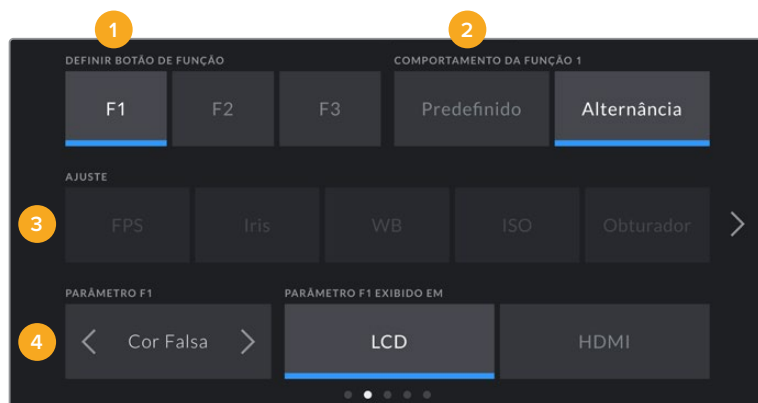 1 2
DEFINIR BOTÃO DE FUNÇÃO COMPORTAMENTO DA FUNÇÃO 1
F1 F2 F3 Predefinido Alternância
AJUSTE
3 FPS Iris WB ISO Obturador
PARÂMETRO F1 PARÂMETRO F1 EXIBIDO EM
4 Cor Falsa LCD HDMI